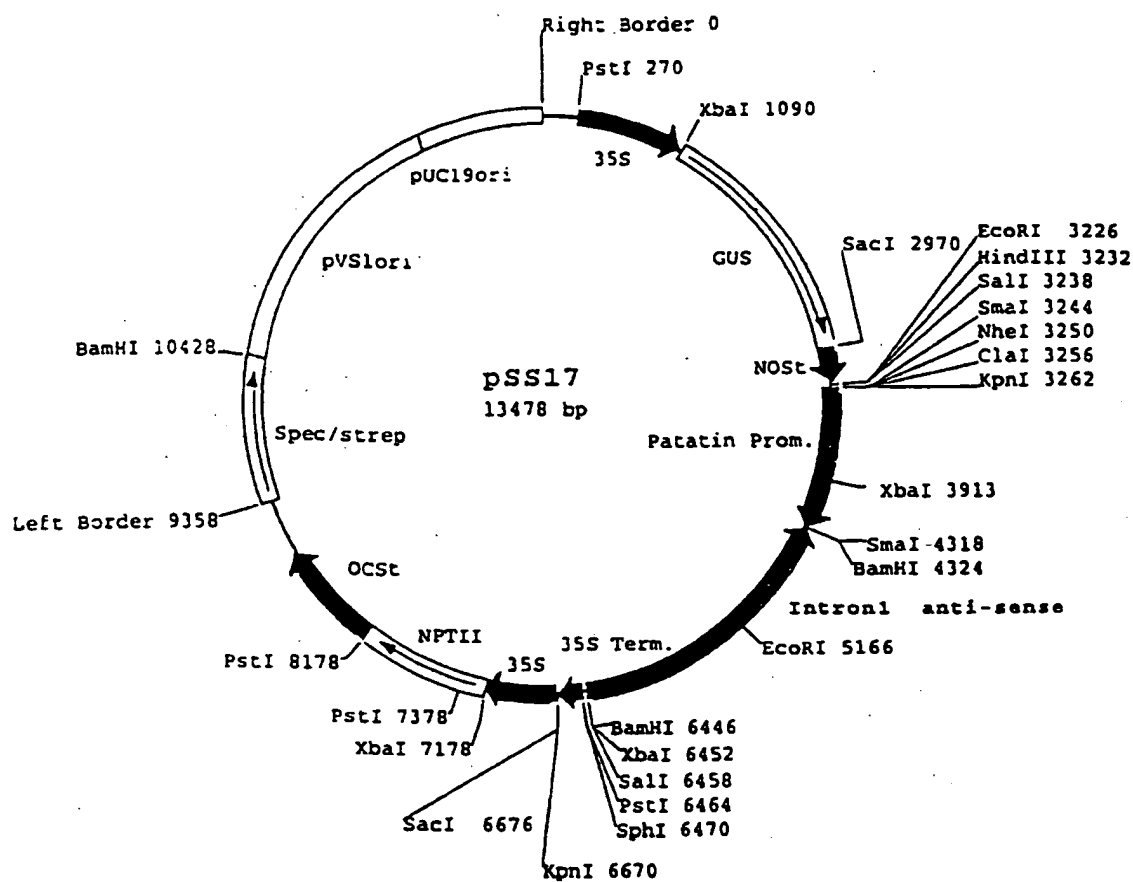 Right Border 0
PstI 270
XbaI 1090
35S
pUC19ori
GUS
SacI 2970
EcoRI 3226
HindIII 3232
SalI 3238
SmaI 3244
NheI 3250
ClaI 3256
KpnI 3262
pVS1ori
BamHI 10428
NOSt
pSS17
13478 bp
Spec/strep
Patatin Prom.
XbaI 3913
Left Border 9358
SmaI 4318
BamHI 4324
OCSt
Intron1 anti-sense
NPTII
35S
35S Term.
EcoRI 5166
PstI 8178
PstI 7378
XbaI 7178
BamHI 6446
XbaI 6452
SalI 6458
PstI 6464
SphI 6470
SacI 6676
KpnI 6670